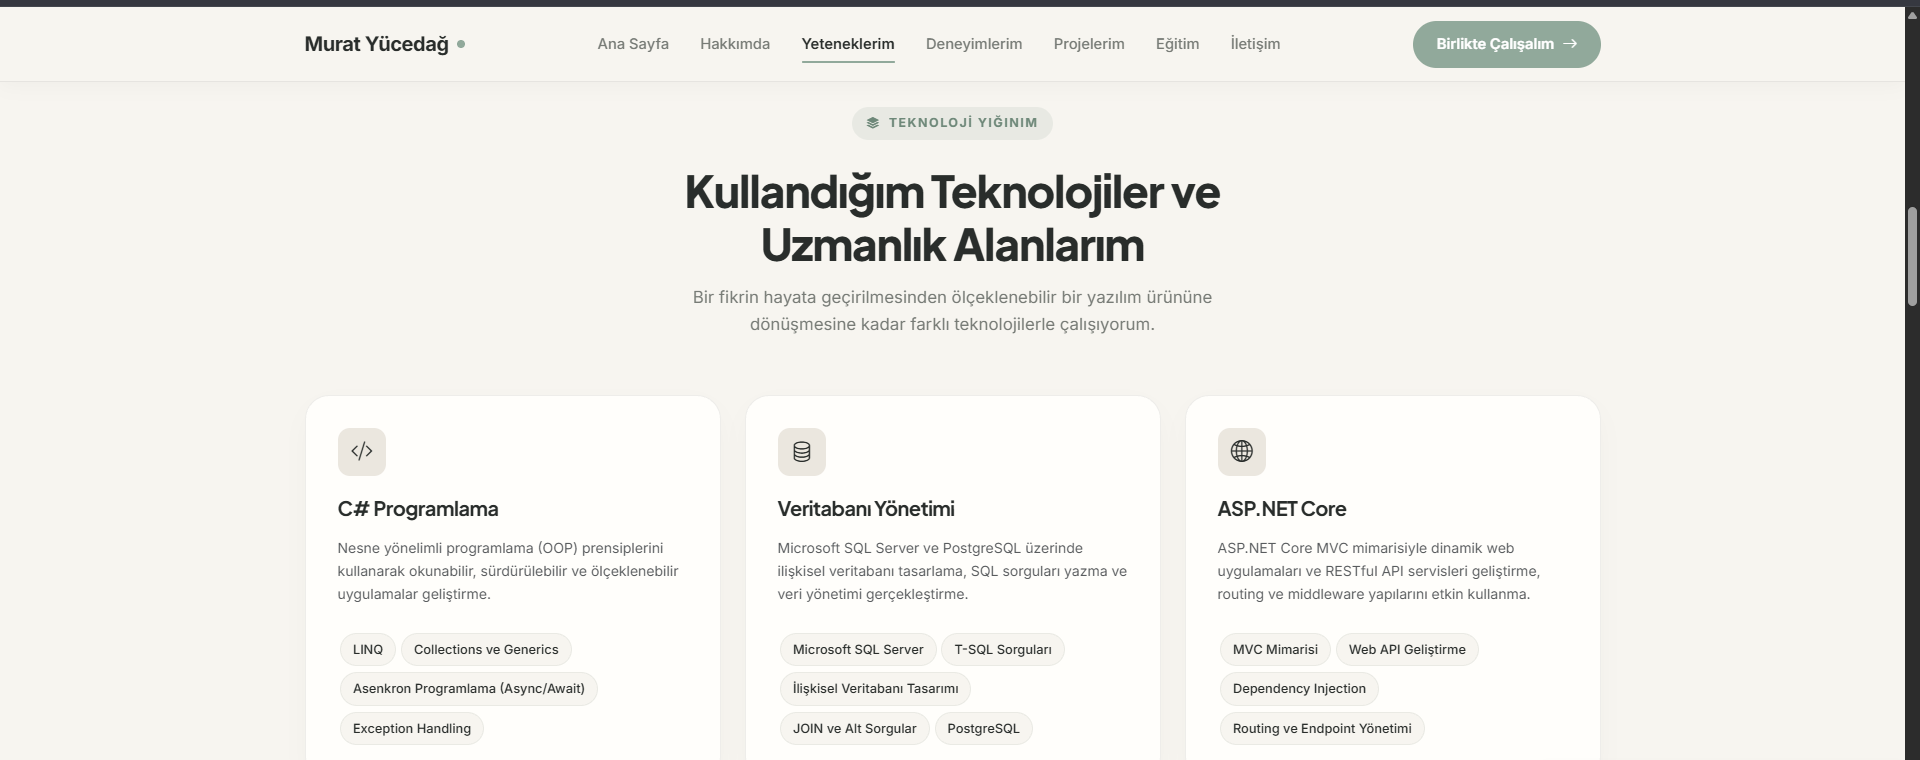 Murat Yücedağ
Ana Sayfa
Hakkımda
Yeteneklerim
Deneyimlerim
Projelerim
Eğitim
İletişim
Birlikte Çalışalım →
TEKNOLOJİ YIĞINIM
Kullandığım Teknolojiler ve
Uzmanlık Alanlarım
Bir fikrin hayata geçirilmesinden ölçeklenebilir bir yazılım ürününe
dönüşmesine kadar farklı teknolojilerle çalışıyorum.
C# Programlama
Nesne yönelimli programlama (OOP) prensiplerini
kullanarak okunabilir, sürdürülebilir ve ölçeklenebilir
uygulamalar geliştirme.
LINQ
Collections ve Generics
Asenkron Programlama (Async/Await)
Exception Handling
Veritabanı Yönetimi
Microsoft SQL Server ve PostgreSQL üzerinde
ilişkisel veritabanı tasarlama, SQL sorguları yazma ve
veri yönetimi gerçekleştirme.
Microsoft SQL Server
T-SQL Sorguları
İlişkisel Veritabanı Tasarımı
JOIN ve Alt Sorgular
PostgreSQL
ASP.NET Core
ASP.NET Core MVC mimarisiyle dinamik web
uygulamaları ve RESTful API servisleri geliştirme,
routing ve middleware yapılarını etkin kullanma.
MVC Mimarisi
Web API Geliştirme
Dependency Injection
Routing ve Endpoint Yönetimi